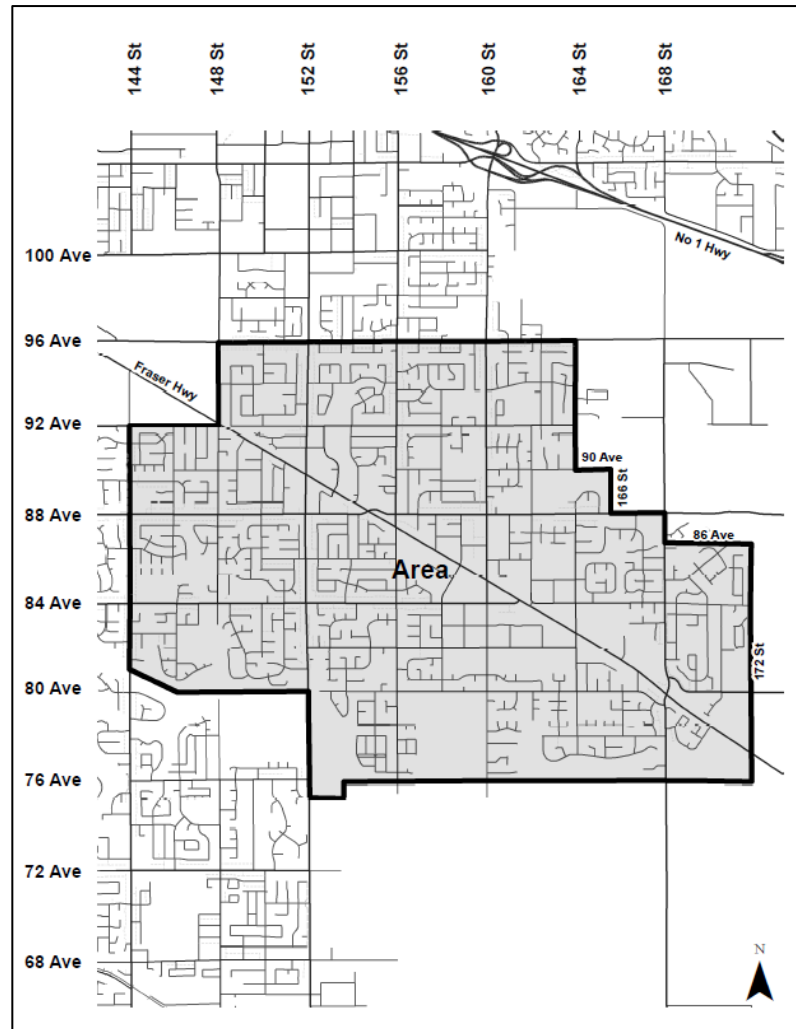 144 St
148 St
152 St
156 St
160 St
164 St
168 St
No 1 Hwy
100 Ave
96 Ave
Fraser Hwy
92 Ave
90 Ave
166 St
88 Ave
86 Ave
Area
84 Ave
172 St
80 Ave
76 Ave
72 Ave
68 Ave
N